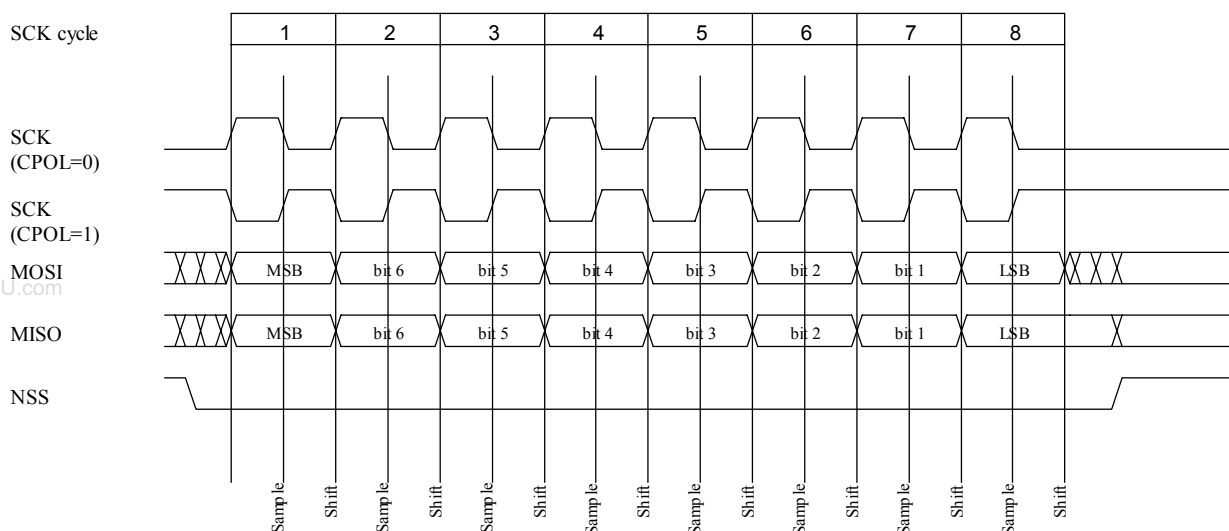 SCK cycle 1 2 3 4 5 6 7 8
SCK
(CPOL=0)
SCK
(CPOL=1)
MOSI MSB bit 6 bit 5 bit 4 bit 3 bit 2 bit 1 LSB
U.com
MISO MSB bit 6 bit 5 bit 4 bit 3 bit 2 bit 1 LSB
NSS
Sample Shift Sample Shift Sample Shift Sample Shift Sample Shift Sample Shift Sample Shift Sample Shift